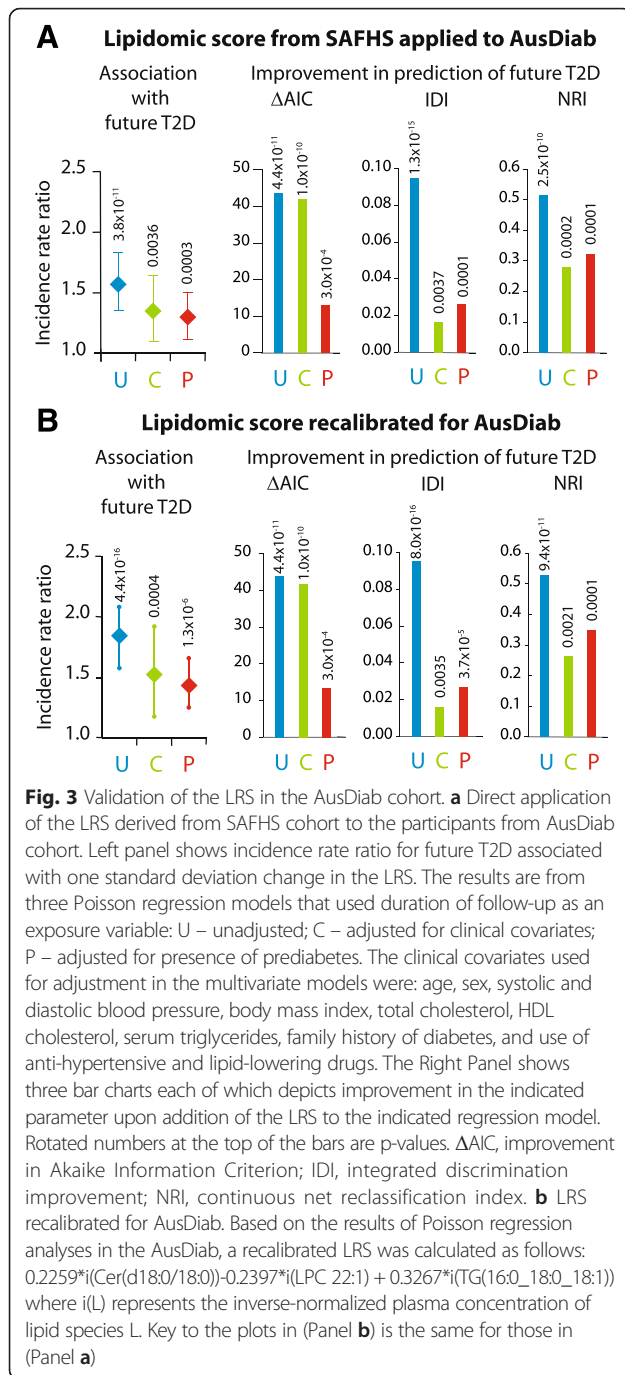 A Lipidomic score from SAFHS applied to AusDiab
Association
with
future T2D
Improvement in prediction of future T2D
ΔAIC
IDI
NRI
Incidence rate ratio
2.5
2.0
1.5
1.0
3.8x10⁻¹¹
0.0036
0.0003
U C P
50
40
30
20
10
0
4.4x10⁻¹¹
1.0x10⁻¹⁰
3.0x10⁻⁴
U C P
0.10
0.08
0.06
0.04
0.02
0.00
1.3x10⁻¹⁵
0.0037
0.0001
U C P
0.6
0.5
0.4
0.3
0.2
0.1
0.0
2.5x10⁻¹⁰
0.0002
0.0001
U C P
B Lipidomic score recalibrated for AusDiab
Association
with
future T2D
Improvement in prediction of future T2D
ΔAIC
IDI
NRI
Incidence rate ratio
2.5
2.0
1.5
1.0
4.4x10⁻¹⁶
0.0004
1.3x10⁻⁶
U C P
50
40
30
20
10
0
4.4x10⁻¹¹
1.0x10⁻¹⁰
3.0x10⁻⁴
U C P
0.10
0.08
0.06
0.04
0.02
0.00
8.0x10⁻¹⁶
0.0035
3.7x10⁻⁵
U C P
0.6
0.5
0.4
0.3
0.2
0.1
0.0
9.4x10⁻¹¹
0.0021
0.0001
U C P
Fig. 3 Validation of the LRS in the AusDiab cohort. a Direct application
of the LRS derived from SAFHS cohort to the participants from AusDiab
cohort. Left panel shows incidence rate ratio for future T2D associated
with one standard deviation change in the LRS. The results are from
three Poisson regression models that used duration of follow-up as an
exposure variable: U – unadjusted; C – adjusted for clinical covariates;
P – adjusted for presence of prediabetes. The clinical covariates used
for adjustment in the multivariate models were: age, sex, systolic and
diastolic blood pressure, body mass index, total cholesterol, HDL
cholesterol, serum triglycerides, family history of diabetes, and use of
anti-hypertensive and lipid-lowering drugs. The Right Panel shows
three bar charts each of which depicts improvement in the indicated
parameter upon addition of the LRS to the indicated regression model.
Rotated numbers at the top of the bars are p-values. ΔAIC, improvement
in Akaike Information Criterion; IDI, integrated discrimination
improvement; NRI, continuous net reclassification index. b LRS
recalibrated for AusDiab. Based on the results of Poisson regression
analyses in the AusDiab, a recalibrated LRS was calculated as follows:
0.2259*i(Cer(d18:0/18:0))-0.2397*i(LPC 22:1) + 0.3267*i(TG(16:0_18:0_18:1))
where i(L) represents the inverse-normalized plasma concentration of
lipid species L. Key to the plots in (Panel b) is the same for those in
(Panel a)